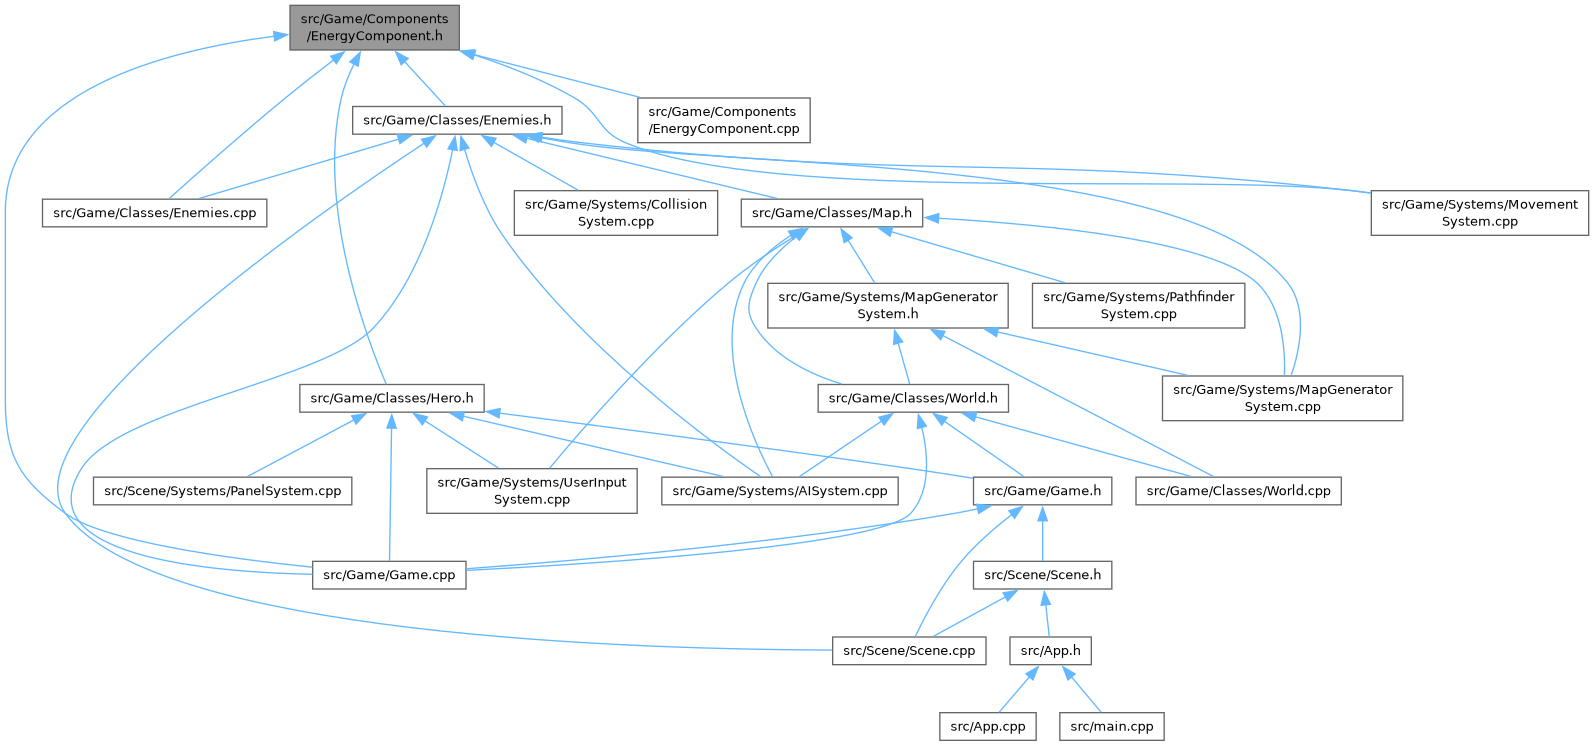 src/Game/Components
/EnergyComponent.h
src/Game/Components
/EnergyComponent.cpp
src/Game/Classes/Enemies.h
src/Game/Classes/Enemies.cpp
src/Game/Systems/Collision
System.cpp
src/Game/Classes/Map.h
src/Game/Systems/Movement
System.cpp
src/Game/Systems/MapGenerator
System.h
src/Game/Systems/Pathfinder
System.cpp
src/Game/Classes/Hero.h
src/Game/Classes/World.h
src/Game/Systems/MapGenerator
System.cpp
src/Scene/Systems/PanelSystem.cpp
src/Game/Systems/UserInput
System.cpp
src/Game/Systems/AISystem.cpp
src/Game/Game.h
src/Game/Classes/World.cpp
src/Game/Game.cpp
src/Scene/Scene.h
src/Scene/Scene.cpp
src/App.h
src/App.cpp
src/main.cpp